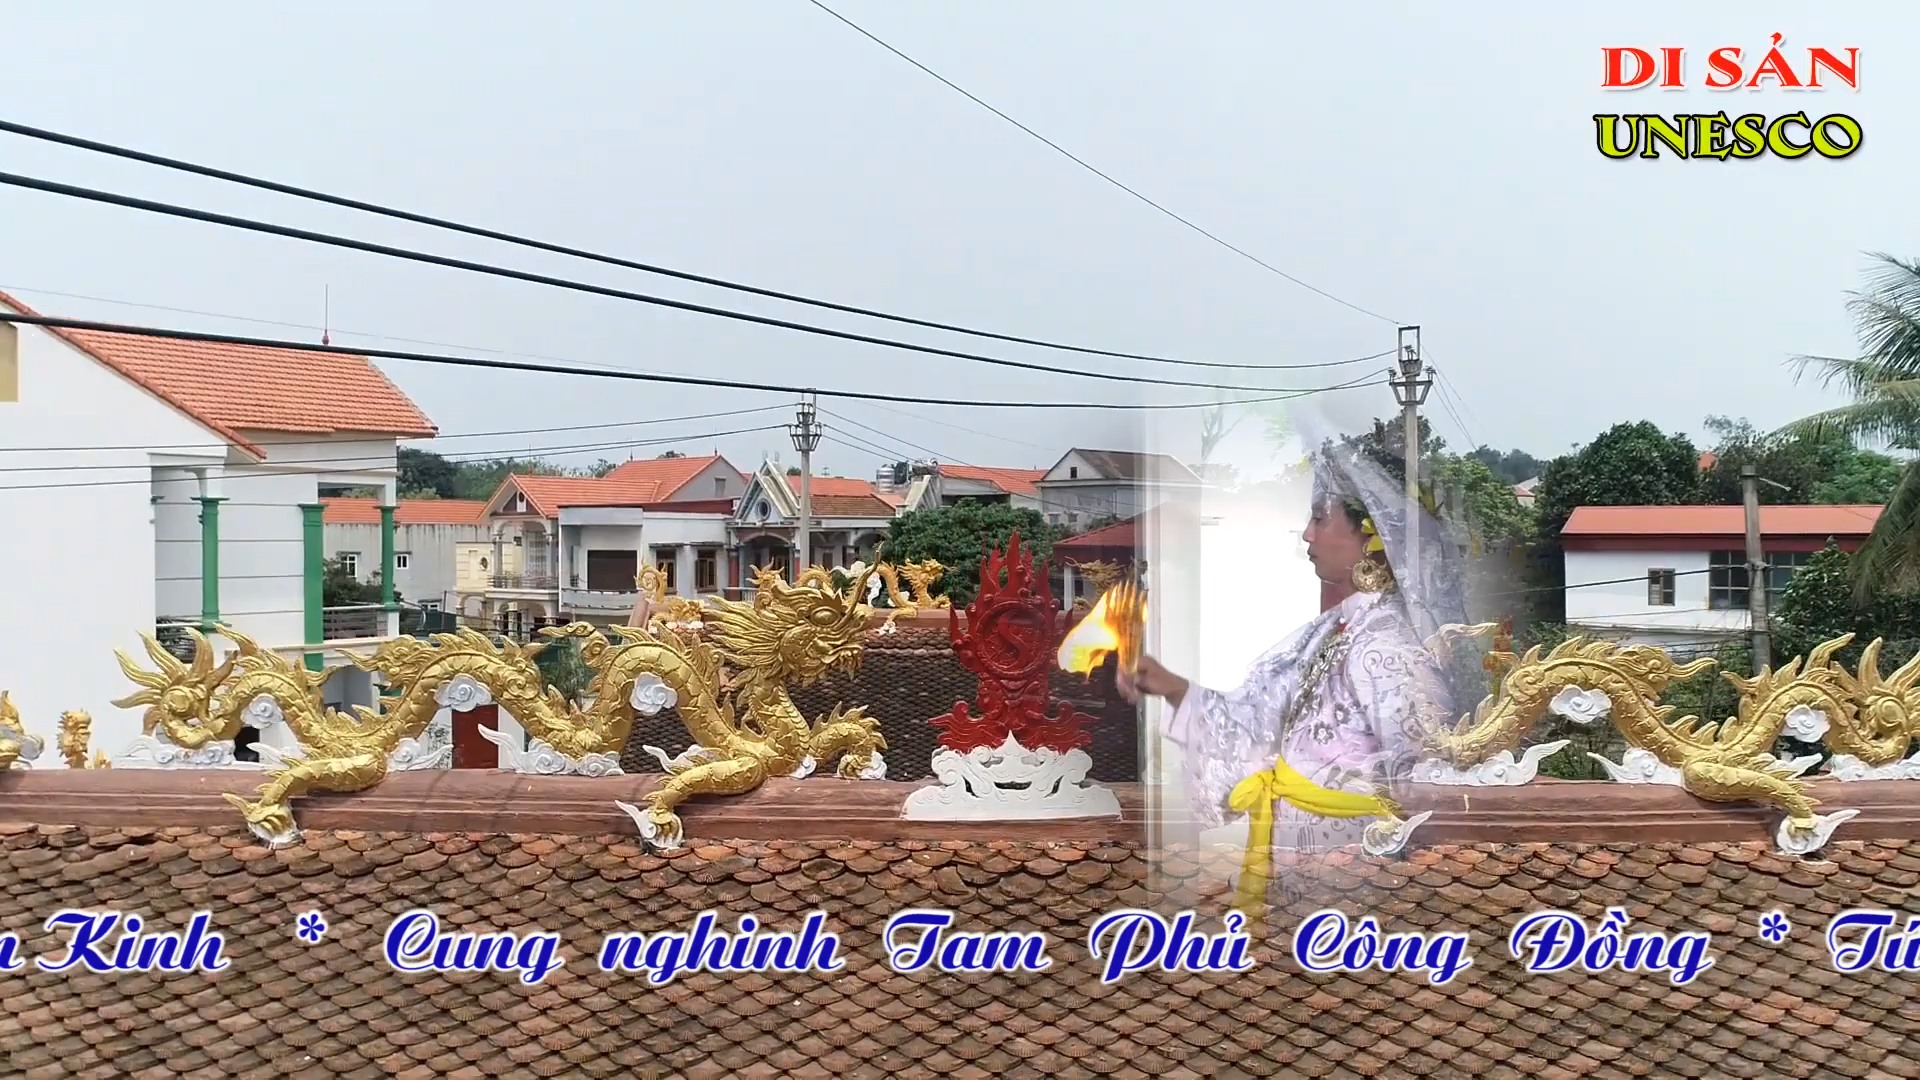 DI SẢN
UNESCO
Kinh * Cung nghinh Tam Phủ Công Đồng *